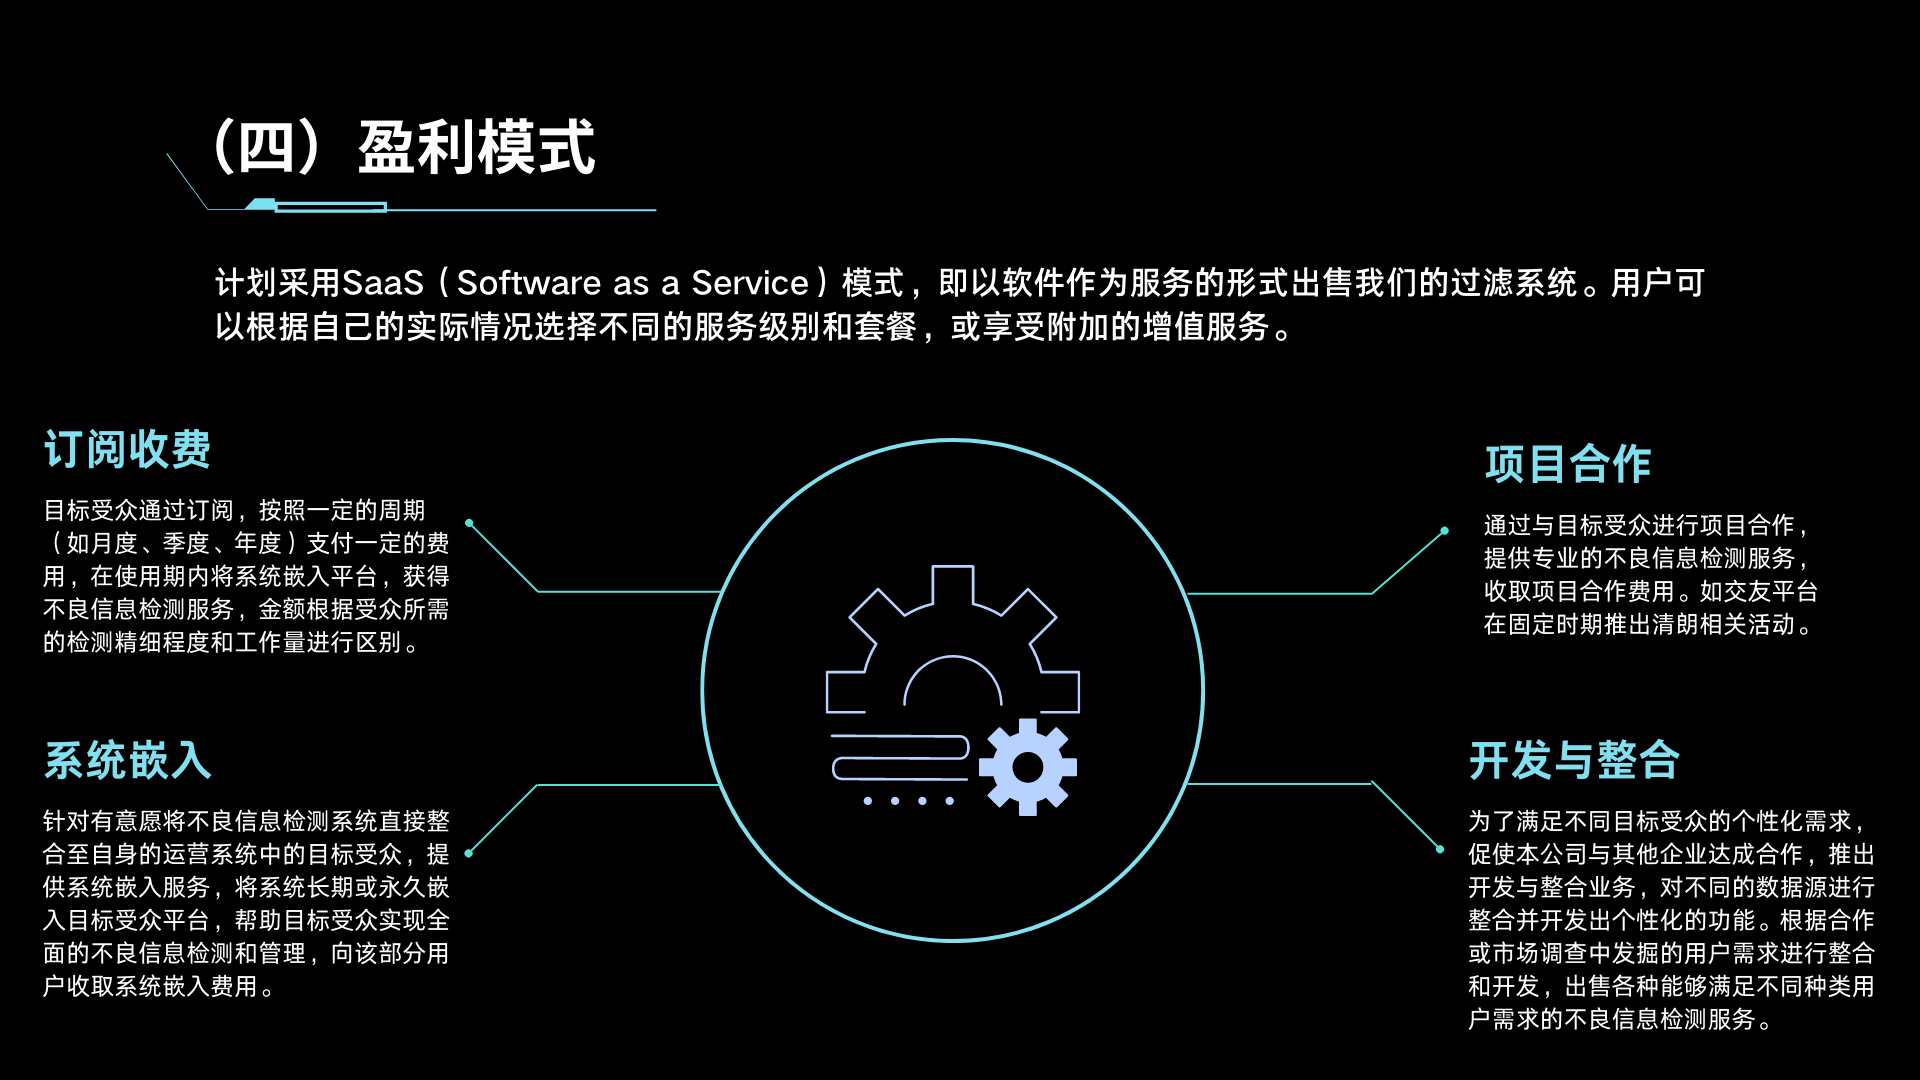 （四）盈利模式
计划采用SaaS（Software as a Service）模式，即以软件作为服务的形式出售我们的过滤系统。用户可
以根据自己的实际情况选择不同的服务级别和套餐，或享受附加的增值服务。
订阅收费
目标受众通过订阅，按照一定的周期
（如月度、季度、年度）支付一定的费
用，在使用期内将系统嵌入平台，获得
不良信息检测服务，金额根据受众所需
的检测精细程度和工作量进行区别。
系统嵌入
针对有意愿将不良信息检测系统直接整
合至自身的运营系统中的目标受众，提
供系统嵌入服务，将系统长期或永久嵌
入目标受众平台，帮助目标受众实现全
面的不良信息检测和管理，向该部分用
户收取系统嵌入费用。
项目合作
通过与目标受众进行项目合作，
提供专业的不良信息检测服务，
收取项目合作费用。如交友平台
在固定时期推出清朗相关活动。
开发与整合
为了满足不同目标受众的个性化需求，
促使本公司与其他企业达成合作，推出
开发与整合业务，对不同的数据源进行
整合并开发出个性化的功能。根据合作
或市场调查中发掘的用户需求进行整合
和开发，出售各种能够满足不同种类用
户需求的不良信息检测服务。